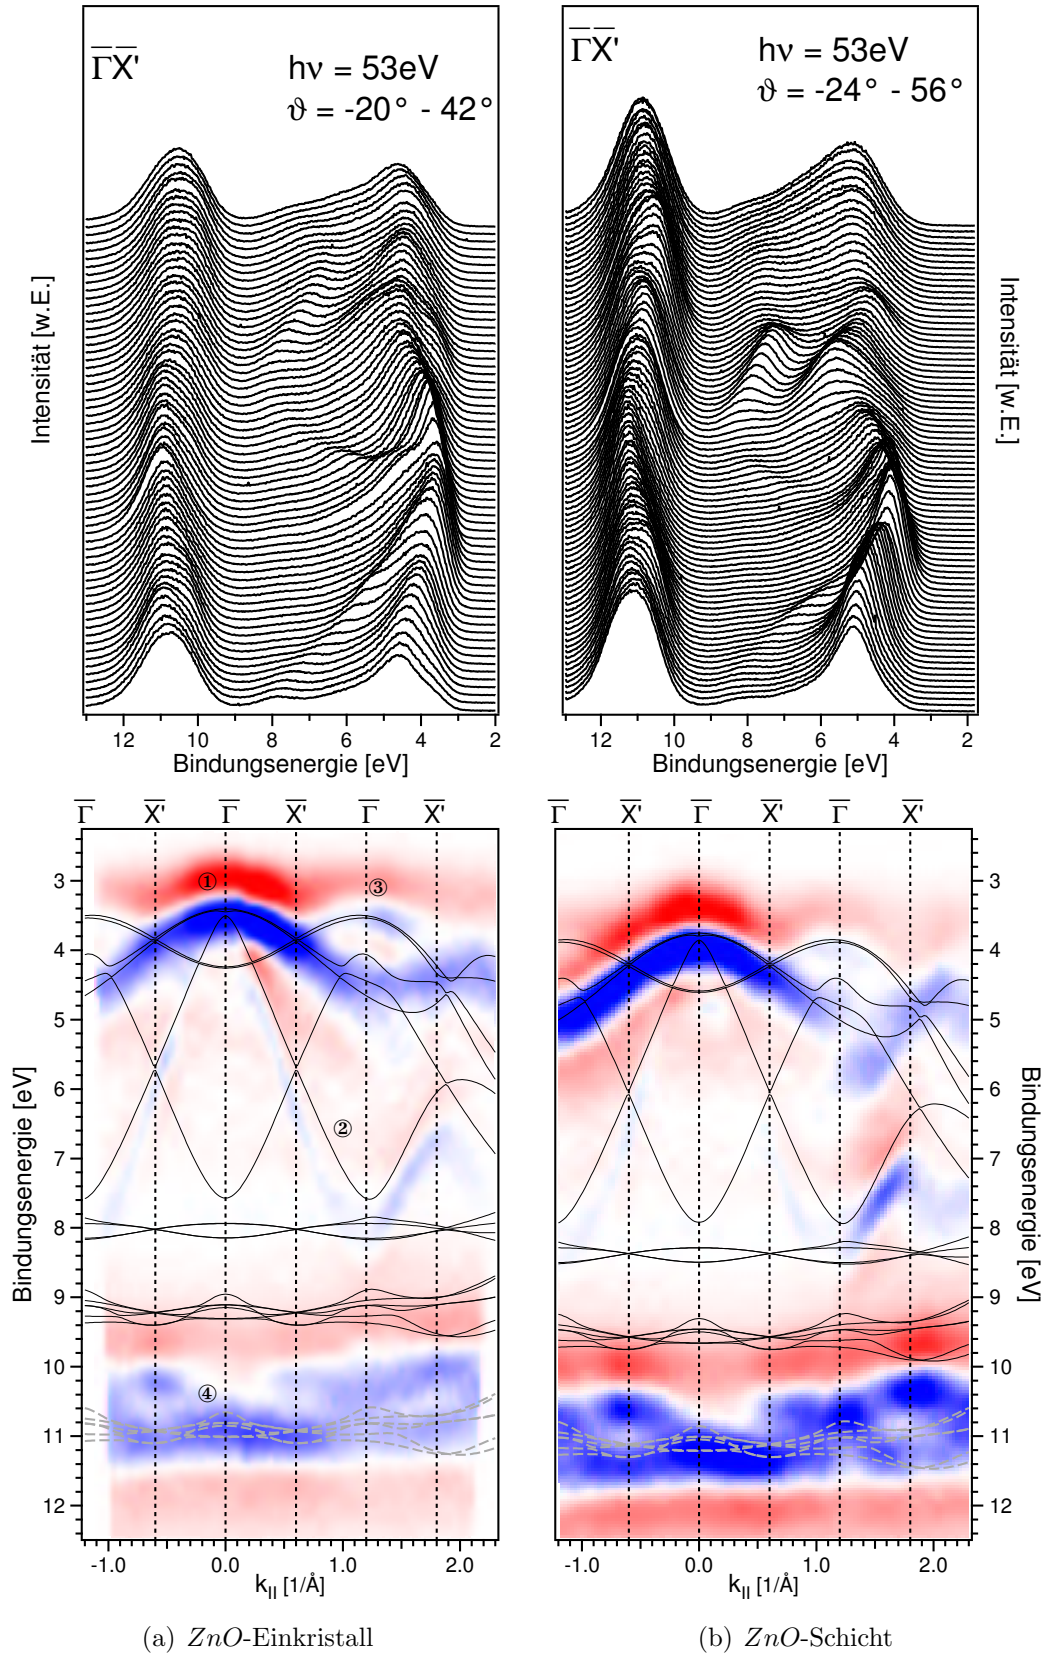 Γ̅X̅' Γ̅X̅'
hν = 53eV hν = 53eV
ϑ = -20° - 42° ϑ = -24° - 56°
Intensität [w.E.] Intensität [w.E.]
12 10 8 6 4 2 12 10 8 6 4 2
Bindungsenergie [eV] Bindungsenergie [eV]
Γ̅ X̅' Γ̅ X̅' Γ̅ X̅' Γ̅ X̅' Γ̅ X̅' Γ̅ X̅'
3 ① ③ 3
4 4
5 5
6 6
②
7 7
8 8
9 9
10 10
④
11 11
12 12
Bindungsenergie [eV] Bindungsenergie [eV]
-1.0 0.0 1.0 2.0 0.0 1.0 2.0
k|| [1/Å] k|| [1/Å]
(a) ZnO-Einkristall (b) ZnO-Schicht